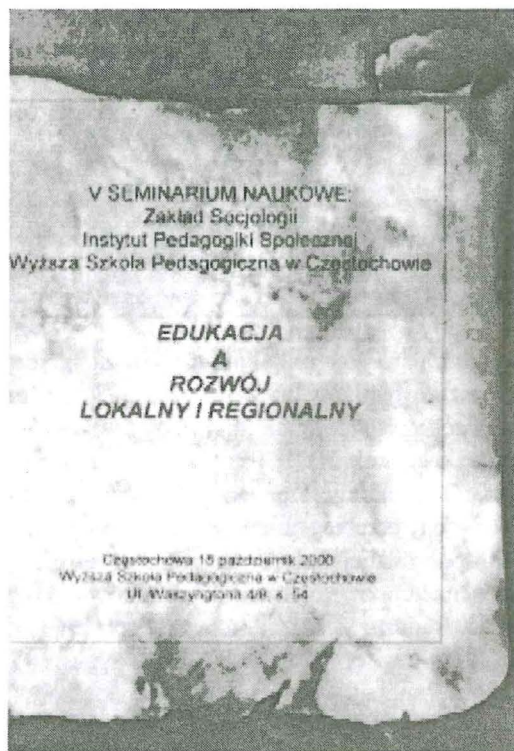 V SEMINARIUM NAUKOWE:
Zakład Socjologii
Instytut Pedagogiki Społecznej
Wyższa Szkoła Pedagogiczna w Częstochowie
EDUKACJA
A
ROZWÓJ
LOKALNY I REGIONALNY
Częstochowa 15 październik 2000
Wyższa Szkoła Pedagogiczna w Częstochowie
Ul. Waszyngtona 4/8, s. 54